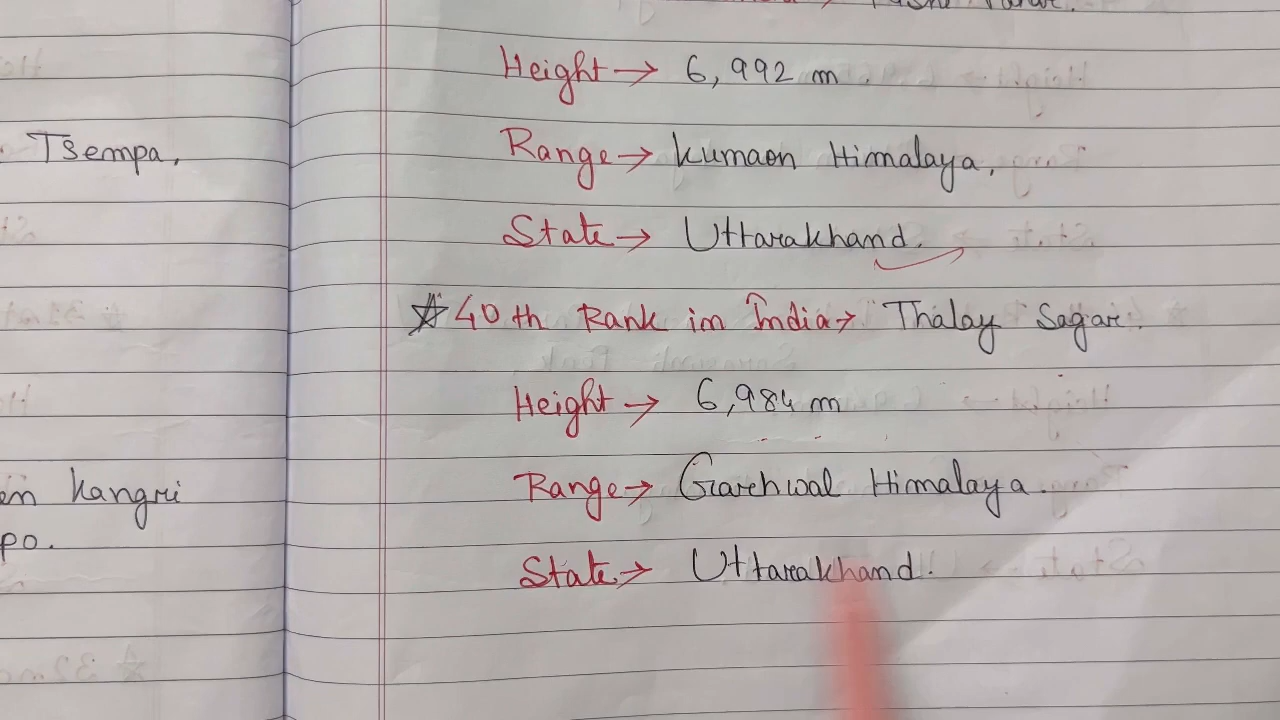 Height → 6,992 m.
Tsempa.
Range → Kumaon Himalaya.
State → Uttarakhand.
☆ 40th Rank in India → Thalay Sagar.
Height → 6,984 m
Range → Garhwal Himalaya.
Kangri
po.
State → Uttarakhand.